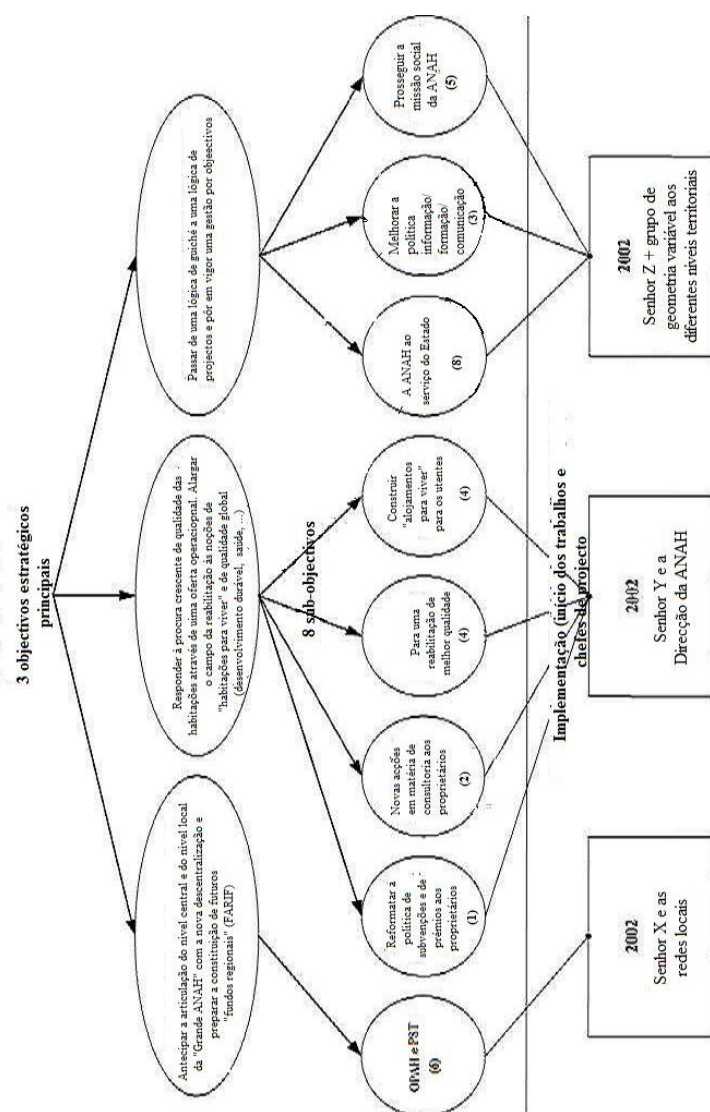 3 objectivos estratégicos
principais
Antecipar a articulação do nivel central e do nivel local
da "Grande ANAH" com a nova descentralização e
preparar a constituição de futuros
"fundos regionais" (FARIF)
Responder à procura crescente de qualidade das
habitações através de uima oferta operaciopnal. Alargar
o campo da reabilitação às noções de
"habitações para viver" e de qualidade global
(desenvolvimento durável, saúde, ...)
Passar de uma lógica de guiché a uma lógica de
projectos e pôr em vigor uma gestão por objeectivos
8 sub-objectivos
OPAH e PST
(6)
Reformatar a
política de
subvenções e de
prémios aos
proprietários
(1)
Novas acções
em matéria de
consultoria aos
proprietários
(2)
Para uma
reabilitação de
melhor qualidade
(4)
Construir
"alojamentos
para viver"
para os utentes
(4)
A ANAH ao
serviço do Estado
(8)
Melhorar a
política
informação/
formação/
comunicação
(3)
Prosseguir a
missão social
da ANAH
(5)
Implementação (início dos trabalhos e
chefes de projecto
2002
Senhor X e as
redes locais
2002
Senhor Y e a
Direcção da ANAH
2002
Senhor Z + grupo de
geometria variável aos
diferentes níveis territoriais